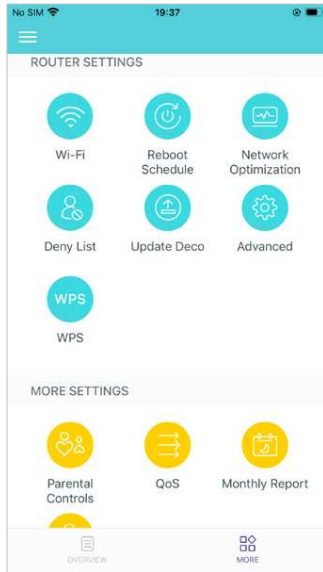 No SIM 19:37
ROUTER SETTINGS
Wi-Fi Reboot Network
Schedule Optimization
Deny List Update Deco Advanced
WPS
WPS
MORE SETTINGS
Parental QoS Monthly Report
Controls
OVERVIEW MORE